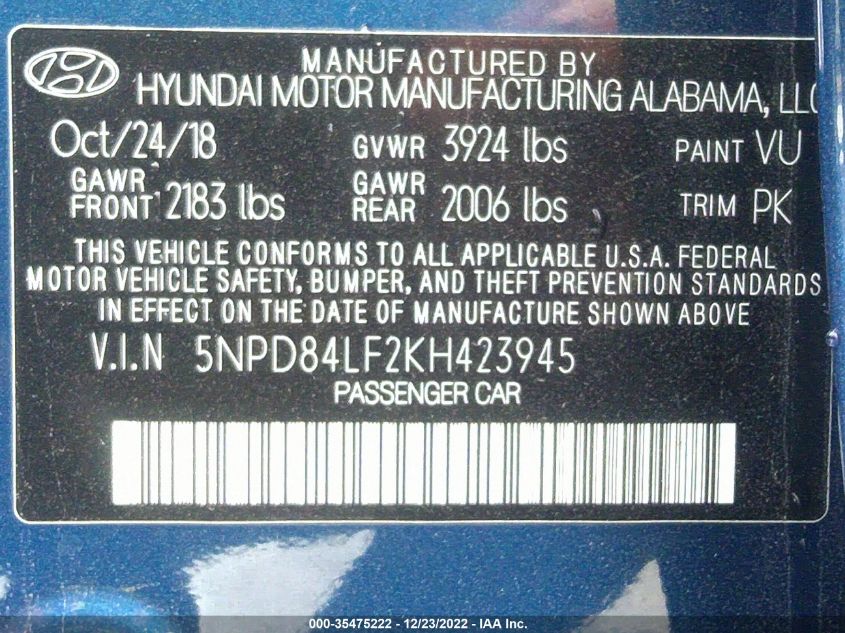 MANUFACTURED BY
HYUNDAI MOTOR MANUFACTURING ALABAMA, LLC
Oct/24/18 GVWR 3924 lbs PAINT VU
GAWR FRONT 2183 lbs GAWR REAR 2006 lbs TRIM PK
THIS VEHICLE CONFORMS TO ALL APPLICABLE U.S.A. FEDERAL
MOTOR VEHICLE SAFETY, BUMPER, AND THEFT PREVENTION STANDARDS
IN EFFECT ON THE DATE OF MANUFACTURE SHOWN ABOVE
V.I.N 5NPD84LF2KH423945
PASSENGER CAR
000-35475222 - 12/23/2022 - IAA Inc.